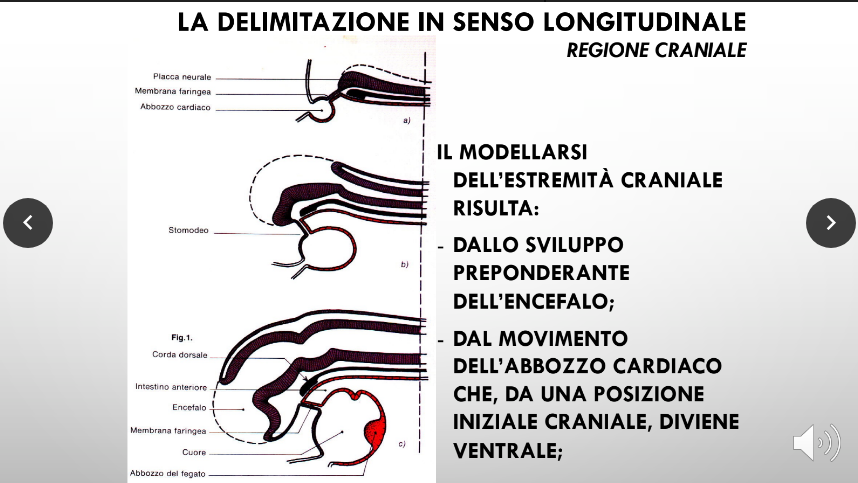 LA DELIMITAZIONE IN SENSO LONGITUDINALE
REGIONE CRANIALE
Placca neurale
Membrana faringea
Abbozzo cardiaco
a)
Stomodeo
b)
Fig.1.
Corda dorsale
Intestino anteriore
Encefalo
Membrana faringea
Cuore
Abbozzo del fegato
c)
IL MODELLARSI
DELL'ESTREMITÀ CRANIALE
RISULTA:
- DALLO SVILUPPO
PREPONDERANTE
DELL'ENCEFALO;
- DAL MOVIMENTO
DELL'ABBOZZO CARDIACO
CHE, DA UNA POSIZIONE
INIZIALE CRANIALE, DIVIENE
VENTRALE;